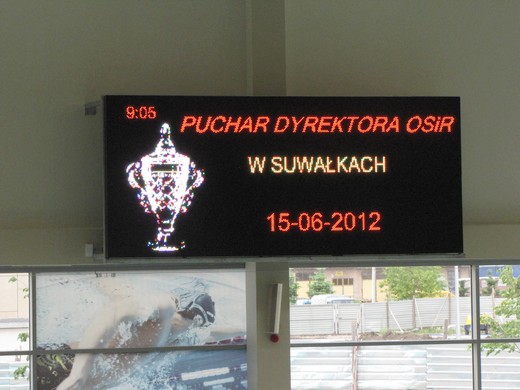 9:05
PUCHAR DYREKTORA OSiR
W SUWAŁKACH
15-06-2012